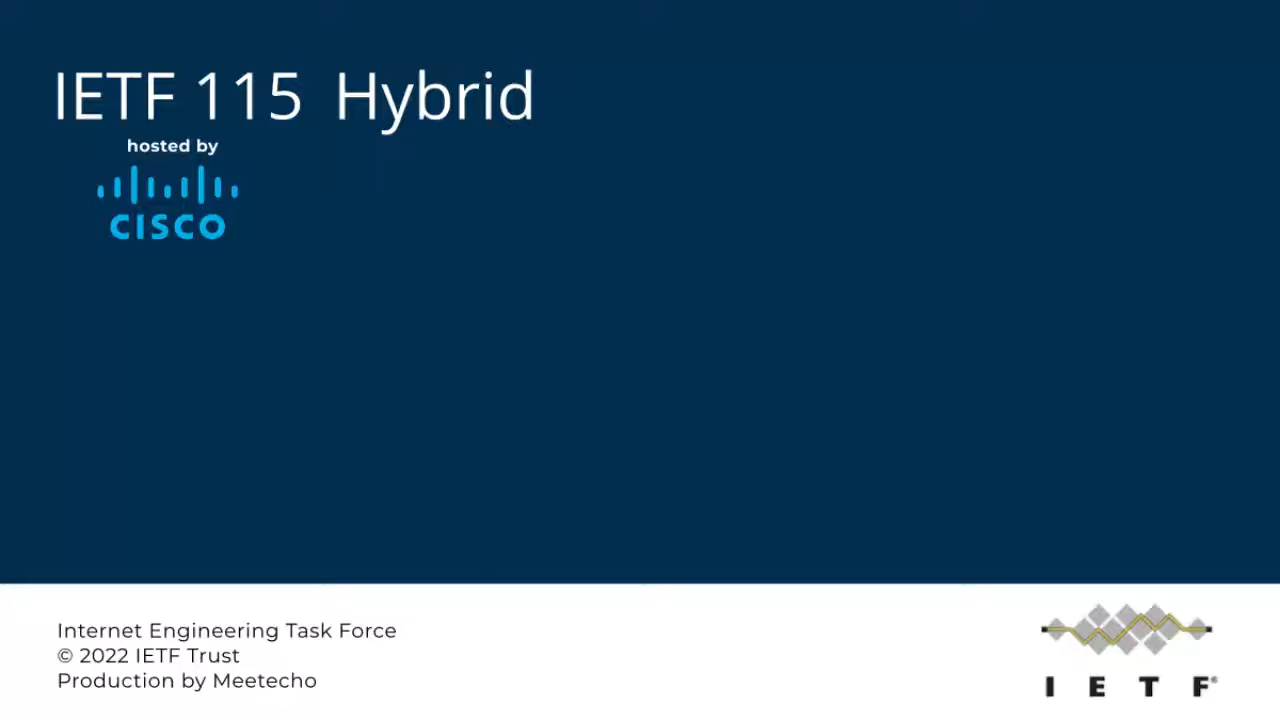 IETF 115 Hybrid
hosted by
CISCO
Internet Engineering Task Force
© 2022 IETF Trust
Production by Meetecho
IETF®